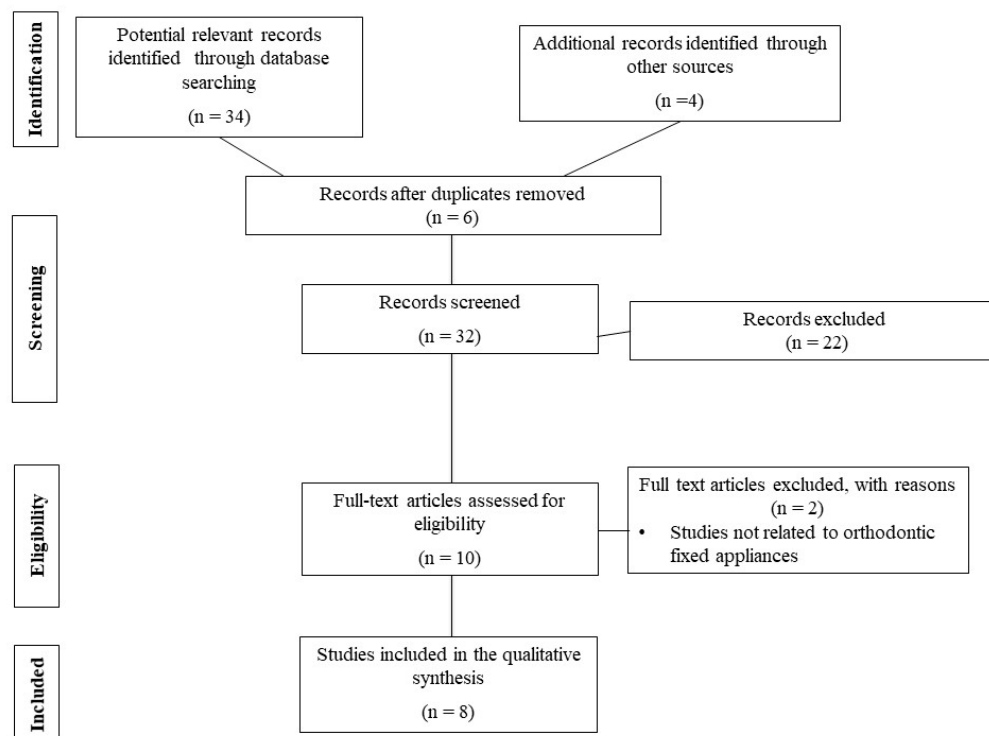 Identification
Potential relevant records
identified through database
searching
(n = 34)
Additional records identified through
other sources
(n =4)
Records after duplicates removed
(n = 6)
Screening
Records screened
(n = 32)
Records excluded
(n = 22)
Eligibility
Full-text articles assessed for
eligibility
(n = 10)
Full text articles excluded, with reasons
(n = 2)
• Studies not related to orthodontic
fixed appliances
Included
Studies included in the qualitative
synthesis
(n = 8)